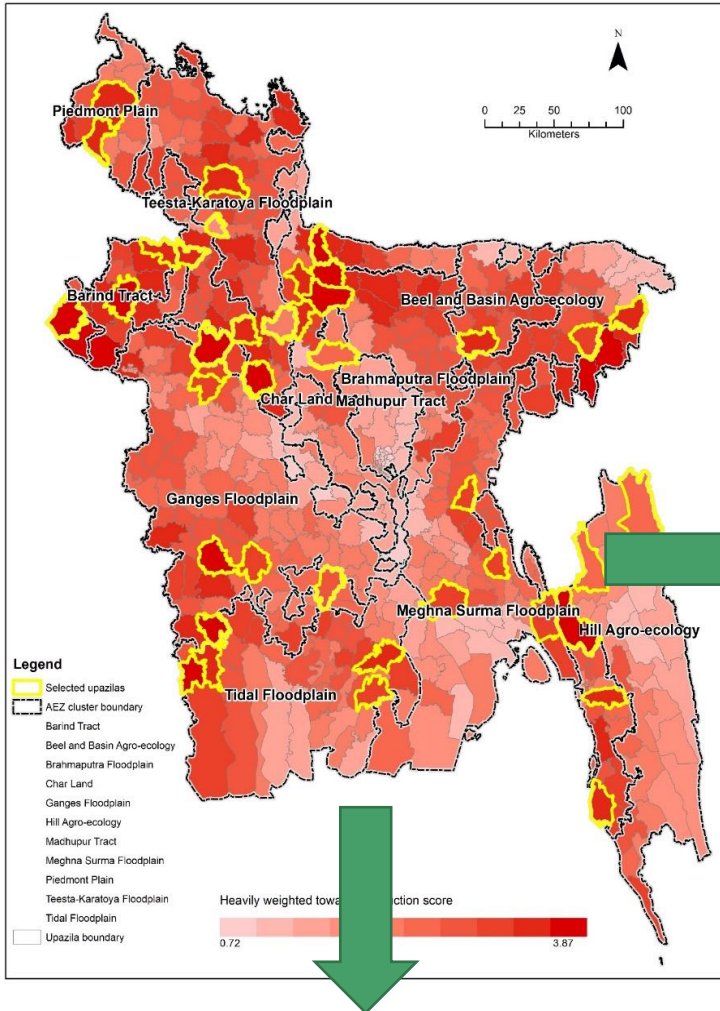 N
0 50 100
Kilometers
Piedmont Plain
Teesta-Karatoya Floodplain
Barind Tract
Beel and Basin Agro-ecology
Brahmaputra Floodplain
Char Land
Madhupur Tract
Ganges Floodplain
Meghna Surma Floodplain
Hill Agro-ecology
Tidal Floodplain
Legend
Selected upazilas
AEZ cluster boundary
Barind Tract
Beel and Basin Agro-ecology
Brahmaputra Floodplain
Char Land
Ganges Floodplain
Hill Agro-ecology
Madhupur Tract
Meghna Surma Floodplain
Piedmont Plain
Teesta-Karatoya Floodplain
Tidal Floodplain
Upazila boundary
Heavily weighted score
0.72 3.87